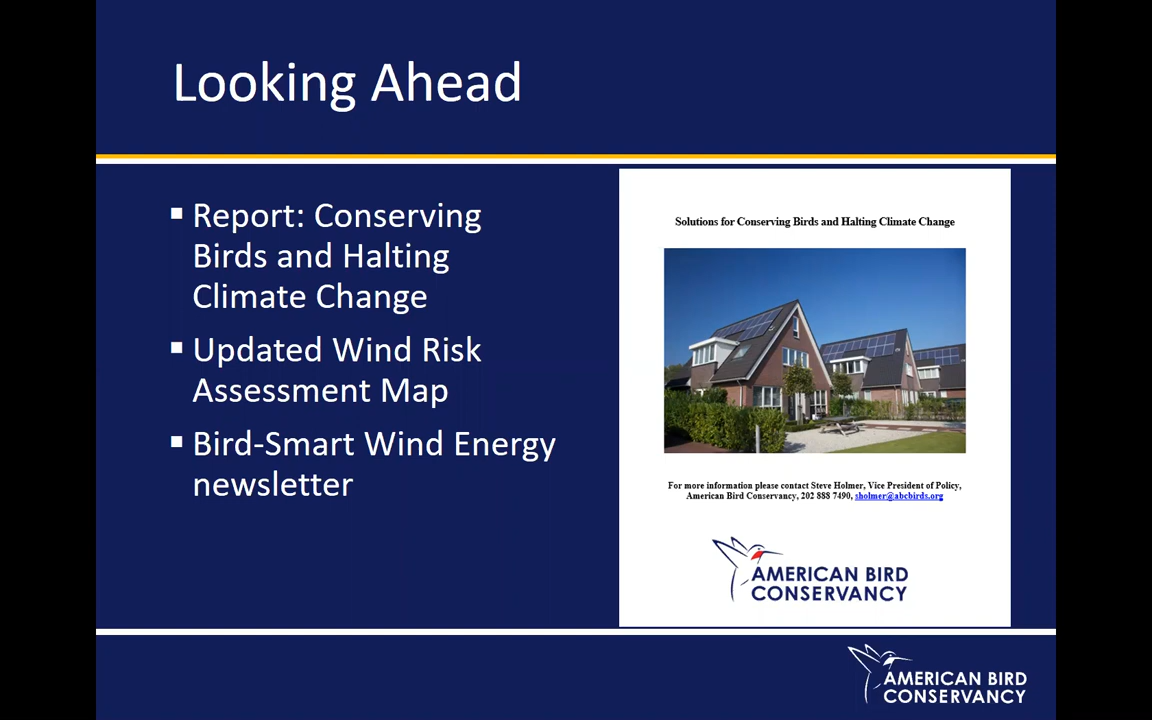 Looking Ahead
Report: Conserving
Birds and Halting
Climate Change
Updated Wind Risk
Assessment Map
Bird-Smart Wind Energy
newsletter
Solutions for Conserving Birds and Halting Climate Change
For more information please contact Steve Holmer, Vice President of Policy,
American Bird Conservancy, 202 888 7490, sholmer@abcbirds.org
AMERICAN BIRD
CONSERVANCY
AMERICAN BIRD
CONSERVANCY